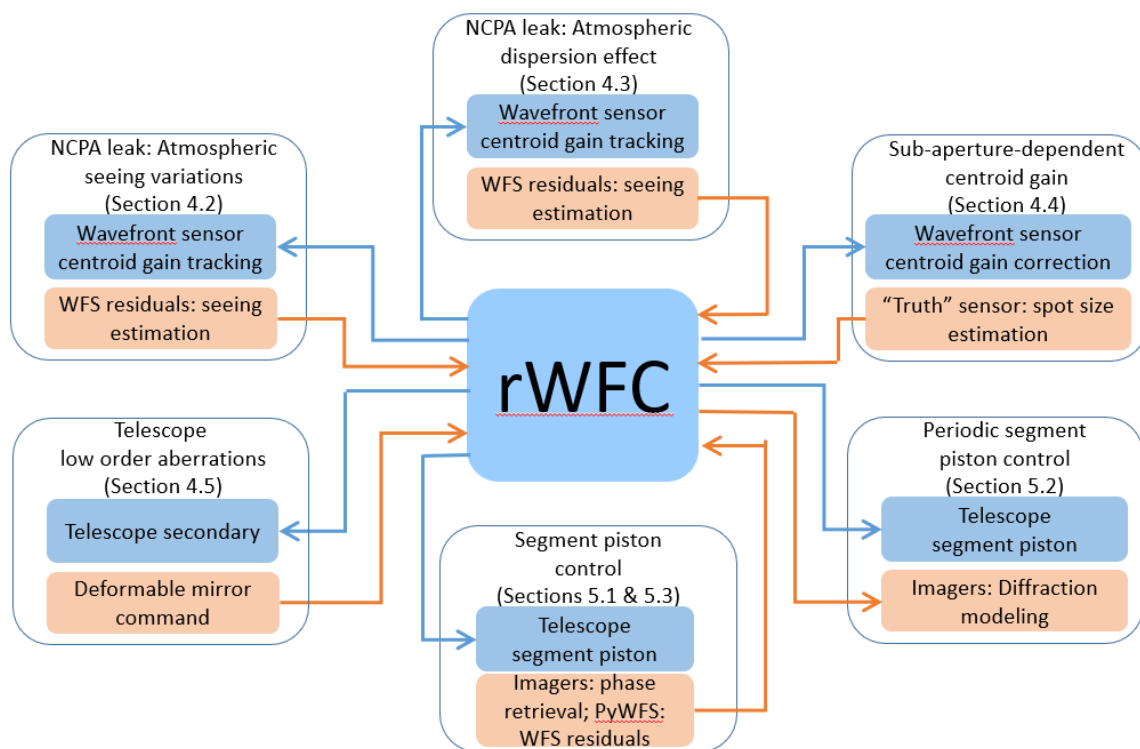 NCPA leak: Atmospheric
dispersion effect
(Section 4.3)
Wavefront sensor
centroid gain tracking
WFS residuals: seeing
estimation
NCPA leak: Atmospheric
seeing variations
(Section 4.2)
Wavefront sensor
centroid gain tracking
WFS residuals: seeing
estimation
Sub-aperture-dependent
centroid gain
(Section 4.4)
Wavefront sensor
centroid gain correction
“Truth” sensor: spot size
estimation
rWFC
Telescope
low order aberrations
(Section 4.5)
Telescope secondary
Deformable mirror
command
Segment piston
control
(Sections 5.1 & 5.3)
Telescope
segment piston
Imagers: phase
retrieval; PyWFS:
WFS residuals
Periodic segment
piston control
(Section 5.2)
Telescope
segment piston
Imagers: Diffraction
modeling